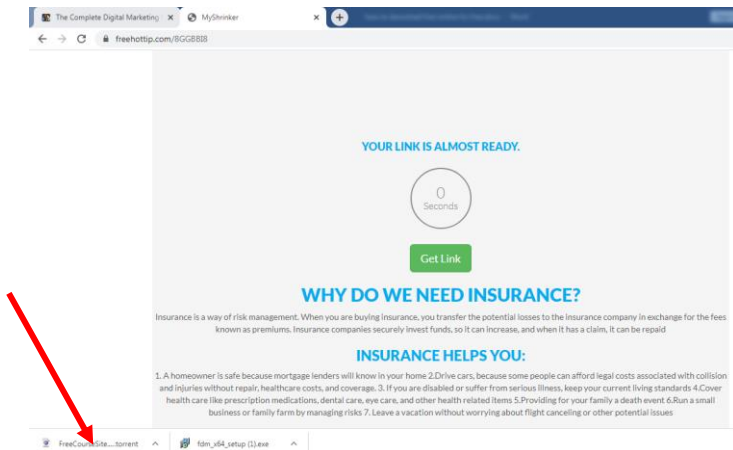 The Complete Digital Marketing
MyShrinker
freehottip.com/8GGB8I8
YOUR LINK IS ALMOST READY.
0
Seconds
Get Link
WHY DO WE NEED INSURANCE?
Insurance is a way of risk management. When you are buying insurance, you transfer the potential losses to the insurance company in exchange for the fees
known as premiums. Insurance companies securely invest funds, so it can increase, and when it has a claim, it can be repaid
INSURANCE HELPS YOU:
1. A homeowner is safe because mortgage lenders will know in your home 2.Drive cars, because some people can afford legal costs associated with collision
and injuries without repair, healthcare costs, and coverage. 3. If you are disabled or suffer from serious illness, keep your current living standards 4.Cover
health care like prescription medications, dental care, eye care, and other health related items 5.Providing for your family a death event 6.Run a small
business or family farm by managing risks 7. Leave a vacation without worrying about flight canceling or other potential issues
FreeCourseSite....torrent
fdm_x64_setup (1).exe